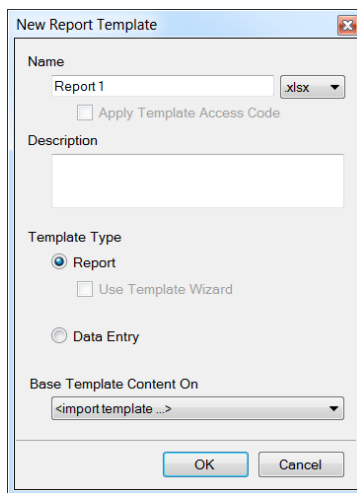 New Report Template
Name
Report 1 .xlsx
Apply Template Access Code
Description
Template Type
Report
Use Template Wizard
Data Entry
Base Template Content On
<import template ...>
OK Cancel